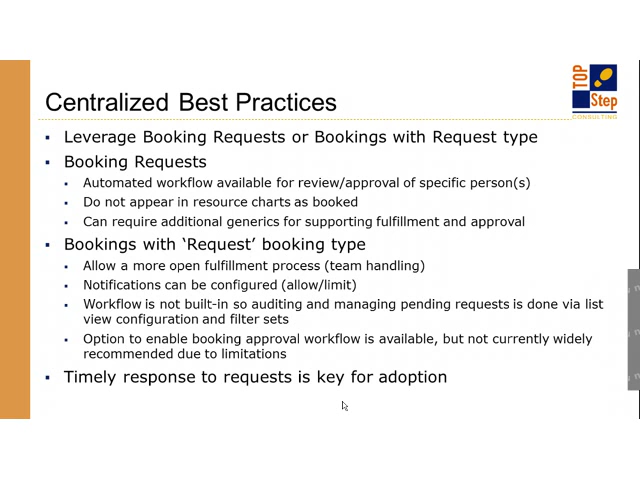 TOP
Step
CONSULTING
Centralized Best Practices
Leverage Booking Requests or Bookings with Request type
Booking Requests
Automated workflow available for review/approval of specific person(s)
Do not appear in resource charts as booked
Can require additional generics for supporting fulfillment and approval
Bookings with ‘Request’ booking type
Allow a more open fulfillment process (team handling)
Notifications can be configured (allow/limit)
Workflow is not built-in so auditing and managing pending requests is done via list
view configuration and filter sets
Option to enable booking approval workflow is available, but not currently widely
recommended due to limitations
Timely response to requests is key for adoption